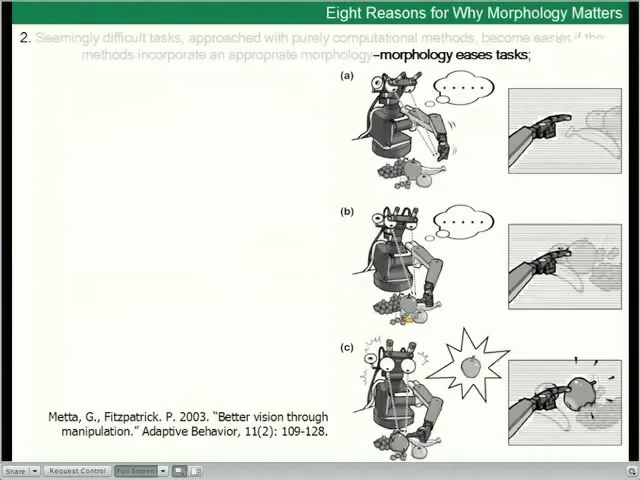 Eight Reasons for Why Morphology Matters
2. Seemingly difficult tasks, approached with purely computational methods, become easier if the
methods incorporate an appropriate morphology–morphology eases tasks;
(a)
(b)
(c)
Metta, G., Fitzpatrick. P. 2003. “Better vision through
manipulation.” Adaptive Behavior, 11(2): 109-128.
Share
Request Control
Full Screen